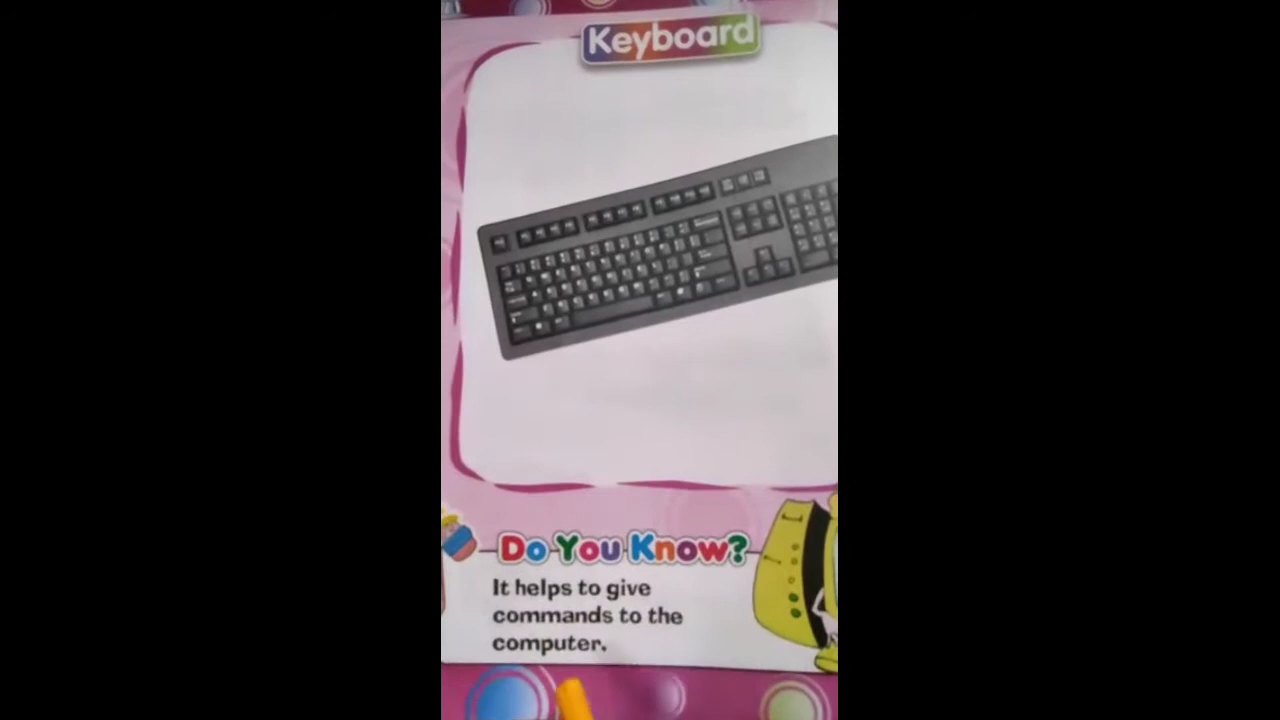 Keyboard
Do You Know?
It helps to give
commands to the
computer.